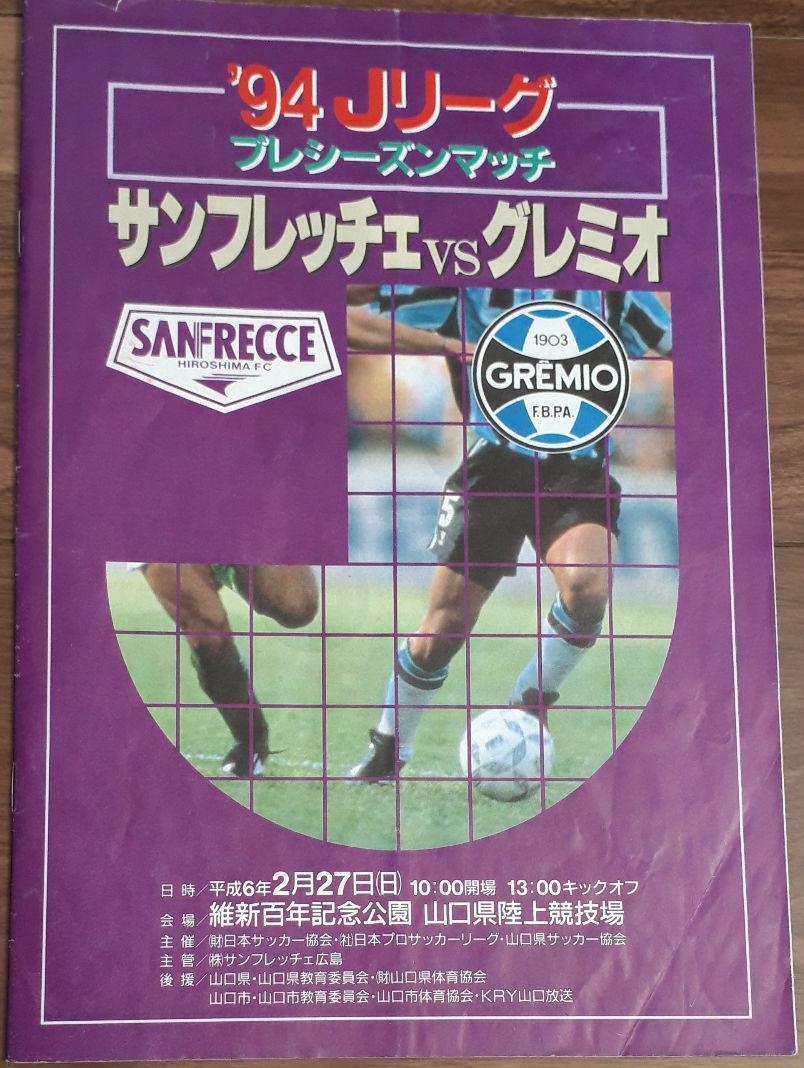 '94 Jリーグ
プレシーズンマッチ
サンフレッチェvsグレミオ
SANFRECCE
HIROSHIMA FC
1903
GRÊMIO
F.B.P.A.
5
日時／平成6年2月27日(日) 10:00開場 13:00キックオフ
会場／維新百年記念公園 山口県陸上競技場
主催／㈶日本サッカー協会・㈳日本プロサッカーリーグ・山口県サッカー協会
主管／㈱サンフレッチェ広島
後援／山口県・山口県教育委員会・㈶山口県体育協会
山口市・山口市教育委員会・山口市体育協会・KRY山口放送